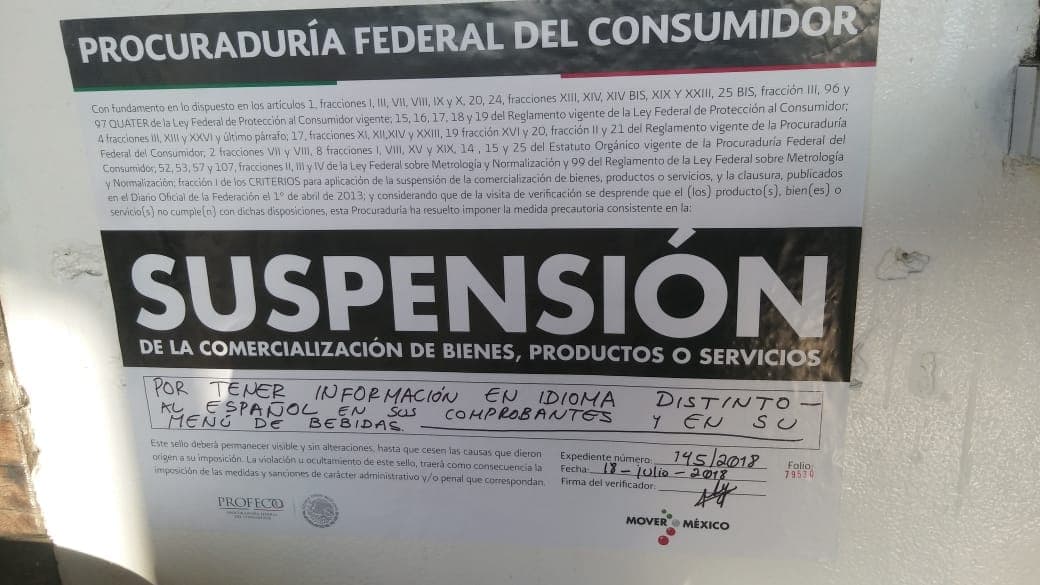 PROCURADURÍA FEDERAL DEL CONSUMIDOR
Con fundamento en lo dispuesto en los artículos 1, fracciones I, III, VII, VIII, IX y X, 20, 24, fracciones XIII, XIV, XIV BIS, XIX Y XXIII, 25 BIS, fracción III, 96 y
97 QUATER de la Ley Federal de Protección al Consumidor vigente; 15, 16, 17, 18 y 19 del Reglamento vigente de la Ley Federal de Protección al Consumidor;
4 fracciones III, XIII y XXVI y último párrafo; 17, fracciones XI, XII,XIV y XXIII, 19 fracción XVI y 20, fracción II y 21 del Reglamento vigente de la Procuraduría
Federal del Consumidor; 2 fracciones VII y VIII, 8 fracciones I, VIII, XV y XIX, 14 , 15 y 25 del Estatuto Orgánico vigente de la Procuraduría Federal del
Consumidor; 52, 53, 57 y 107, fracciones II, III y IV de la Ley Federal sobre Metrología y Normalización y 99 del Reglamento de la Ley Federal sobre Metrología
y Normalización; fracción I de los CRITERIOS para aplicación de la suspensión de la comercialización de bienes, productos o servicios, y la clausura, publicados
en el Diario Oficial de la Federación el 1° de abril de 2013; y considerando que de la visita de verificación se desprende que el (los) producto(s), bien(es) o
servicio(s) no cumple(n) con dichas disposiciones, esta Procuraduría ha resuelto imponer la medida precautoria consistente en la:
SUSPENSIÓN
DE LA COMERCIALIZACIÓN DE BIENES, PRODUCTOS O SERVICIOS
POR TENER INFORMACIÓN EN IDIOMA DISTINTO —
AL ESPAÑOL EN SUS COMPROBANTES Y EN SU
MENÚ DE BEBIDAS.
Este sello deberá permanecer visible y sin alteraciones, hasta que cesen las causas que dieron
origen a su imposición. La violación u ocultamiento de este sello, traerá como consecuencia la
imposición de las medidas y sanciones de carácter administrativo y/o penal que correspondan.
Expediente número: 195/2018
Fecha: 18-julio-2018
Firma del verificador:
Folio:
79530
PROFECO
PROCURADURÍA FEDERAL
DEL CONSUMIDOR
MOVER MÉXICO